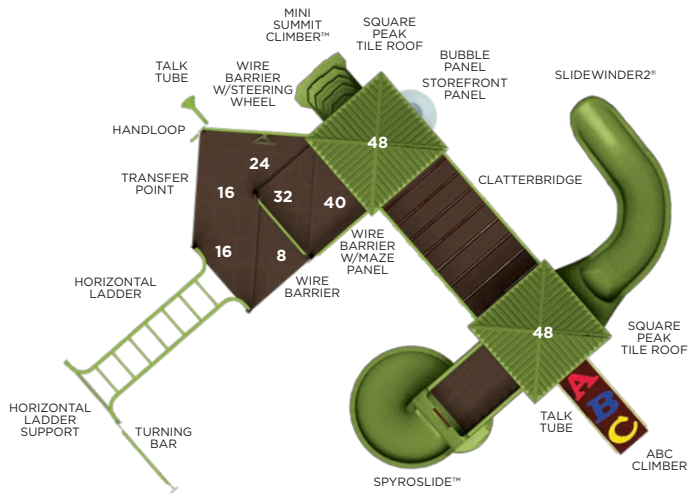 MINI
SUMMIT
CLIMBER™
SQUARE
PEAK
TILE ROOF
BUBBLE
PANEL
STOREFRONT
PANEL
SLIDEWINDER2®
TALK
TUBE
WIRE
BARRIER
W/STEERING
WHEEL
HANDLOOP
TRANSFER
POINT
48
24
16
32
40
CLATTERBRIDGE
16
8
WIRE
BARRIER
W/MAZE
PANEL
WIRE
BARRIER
HORIZONTAL
LADDER
48
SQUARE
PEAK
TILE ROOF
HORIZONTAL
LADDER
SUPPORT
TURNING
BAR
TALK
TUBE
A
B
C
ABC
CLIMBER
SPYROSLIDE™